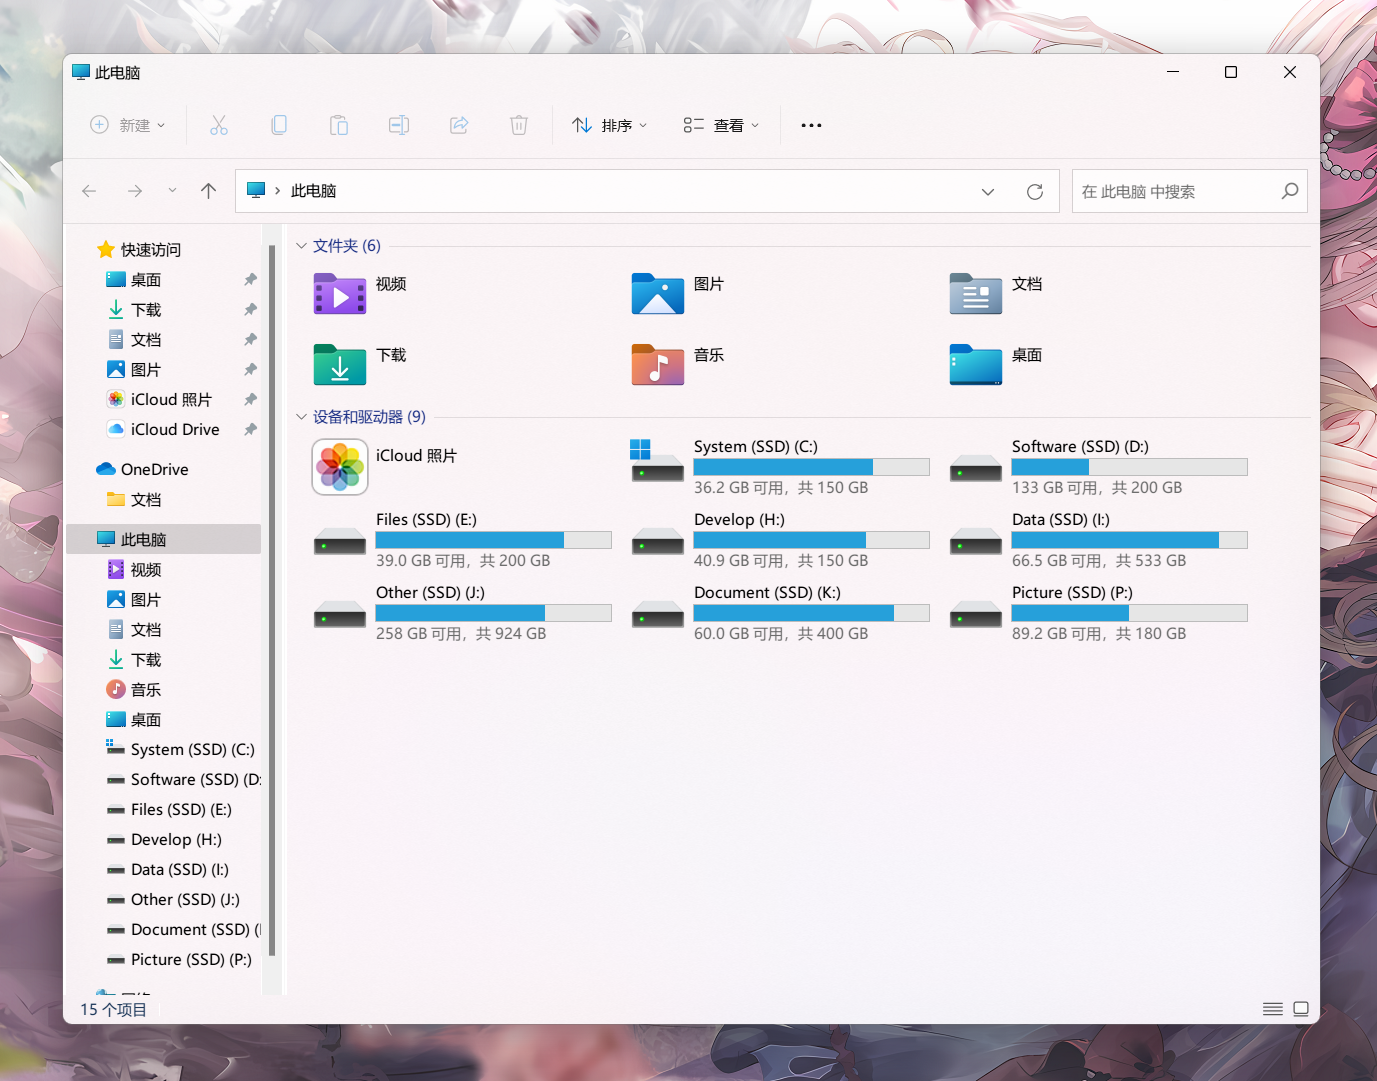 此电脑
新建
排序
查看
此电脑
在 此电脑 中搜索
快速访问
桌面
下载
文档
图片
iCloud 照片
iCloud Drive
OneDrive
文档
此电脑
视频
图片
文档
下载
音乐
桌面
System (SSD) (C:)
Software (SSD) (D:
Files (SSD) (E:)
Develop (H:)
Data (SSD) (I:)
Other (SSD) (J:)
Document (SSD) (
Picture (SSD) (P:)
文件夹 (6)
视频
图片
文档
下载
音乐
桌面
设备和驱动器 (9)
iCloud 照片
System (SSD) (C:)
36.2 GB 可用，共 150 GB
Software (SSD) (D:)
133 GB 可用，共 200 GB
Files (SSD) (E:)
39.0 GB 可用，共 200 GB
Develop (H:)
40.9 GB 可用，共 150 GB
Data (SSD) (I:)
66.5 GB 可用，共 533 GB
Other (SSD) (J:)
258 GB 可用，共 924 GB
Document (SSD) (K:)
60.0 GB 可用，共 400 GB
Picture (SSD) (P:)
89.2 GB 可用，共 180 GB
15 个项目